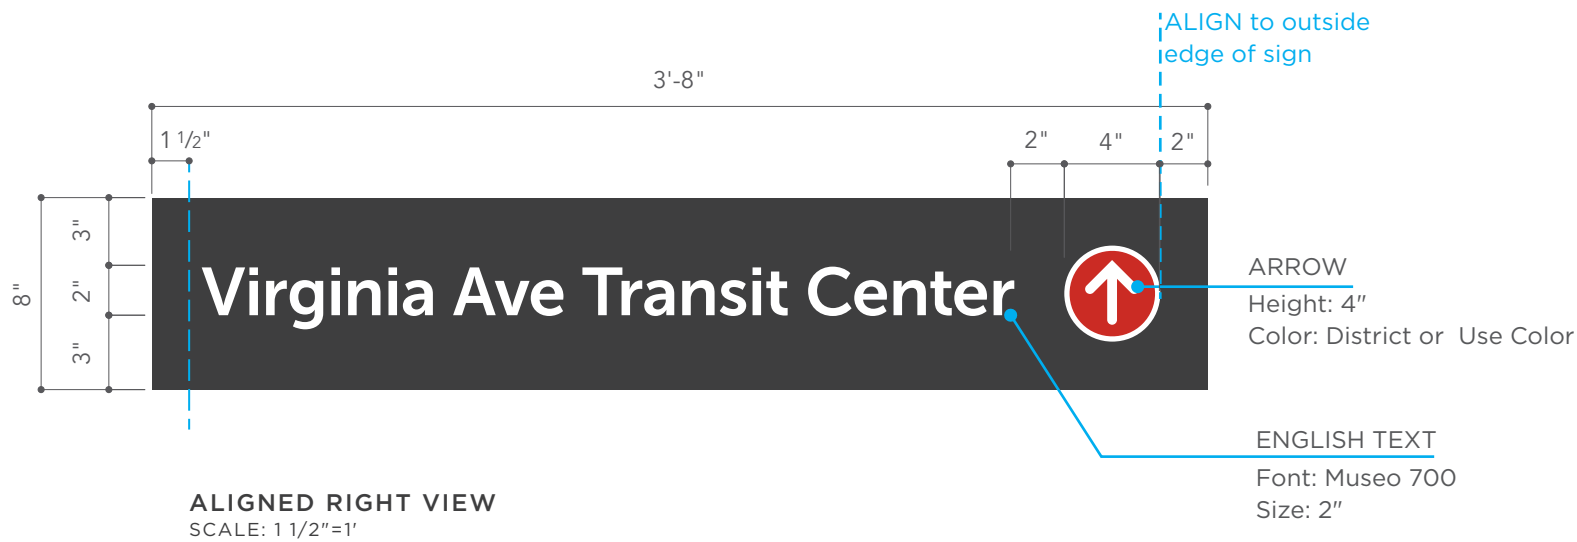 ALIGN to outside
edge of sign
3'-8"
1 1/2"
2"
4"
2"
3"
2"
3"
8"
Virginia Ave Transit Center
ARROW
Height: 4"
Color: District or Use Color
ENGLISH TEXT
Font: Museo 700
Size: 2"
ALIGNED RIGHT VIEW
SCALE: 1 1/2"=1'